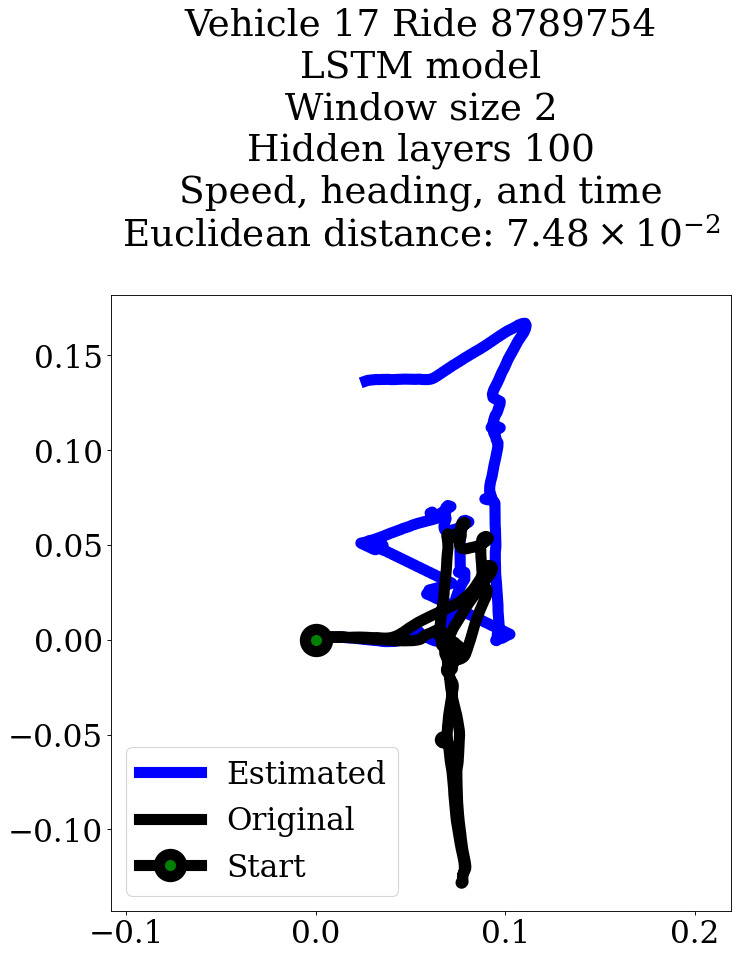 Vehicle 17 Ride 8789754
LSTM model
Window size 2
Hidden layers 100
Speed, heading, and time
Euclidean distance: 7.48 × 10⁻²
0.15
0.10
0.05
0.00
−0.05
−0.10
Estimated
Original
Start
−0.1
0.0
0.1
0.2